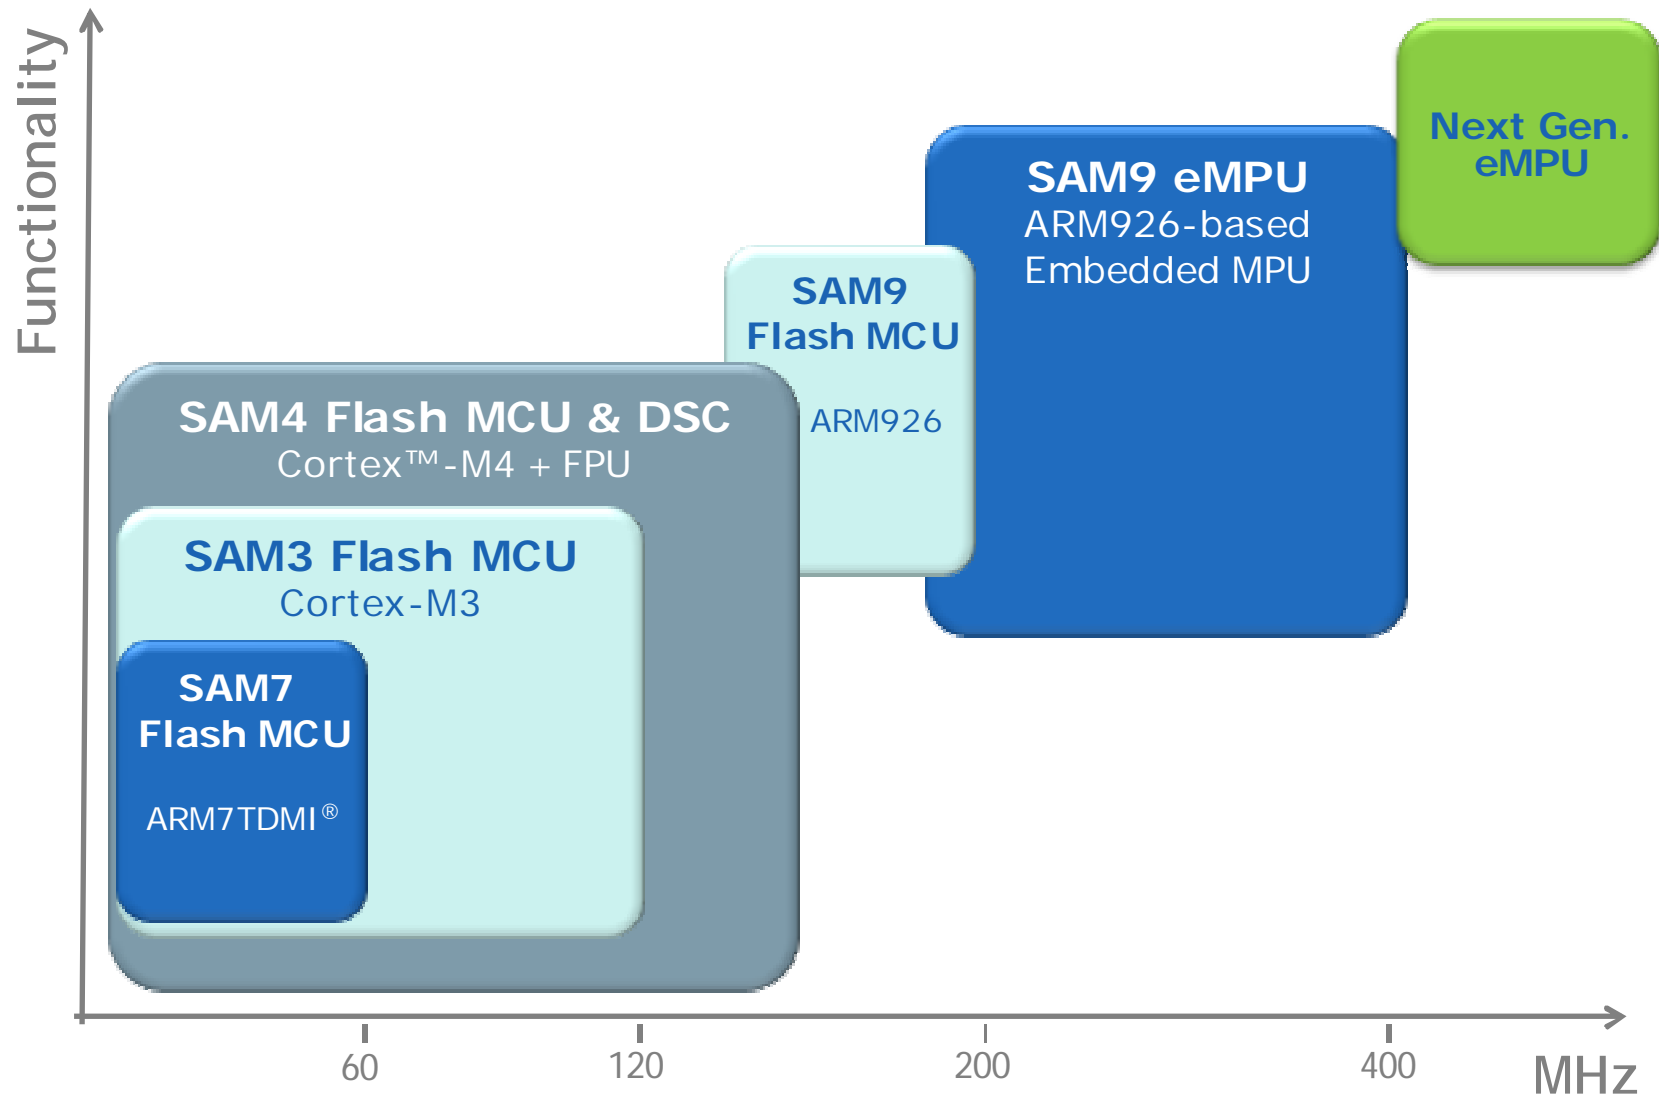 Functionality
Next Gen.
eMPU
SAM9 eMPU
ARM926-based
Embedded MPU
SAM9
Flash MCU
ARM926
SAM4 Flash MCU & DSC
Cortex™-M4 + FPU
SAM3 Flash MCU
Cortex-M3
SAM7
Flash MCU
ARM7TDMI®
60
120
200
400
MHz